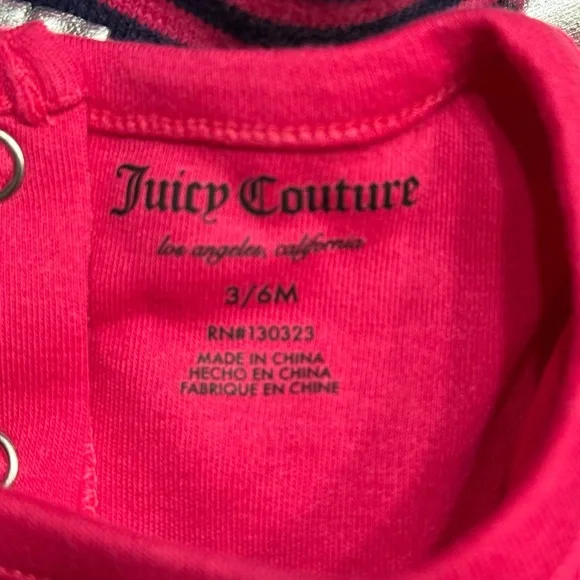 Juicy Couture
los angeles, california
3/6M
RN#130323
MADE IN CHINA
HECHO EN CHINA
FABRIQUE EN CHINE